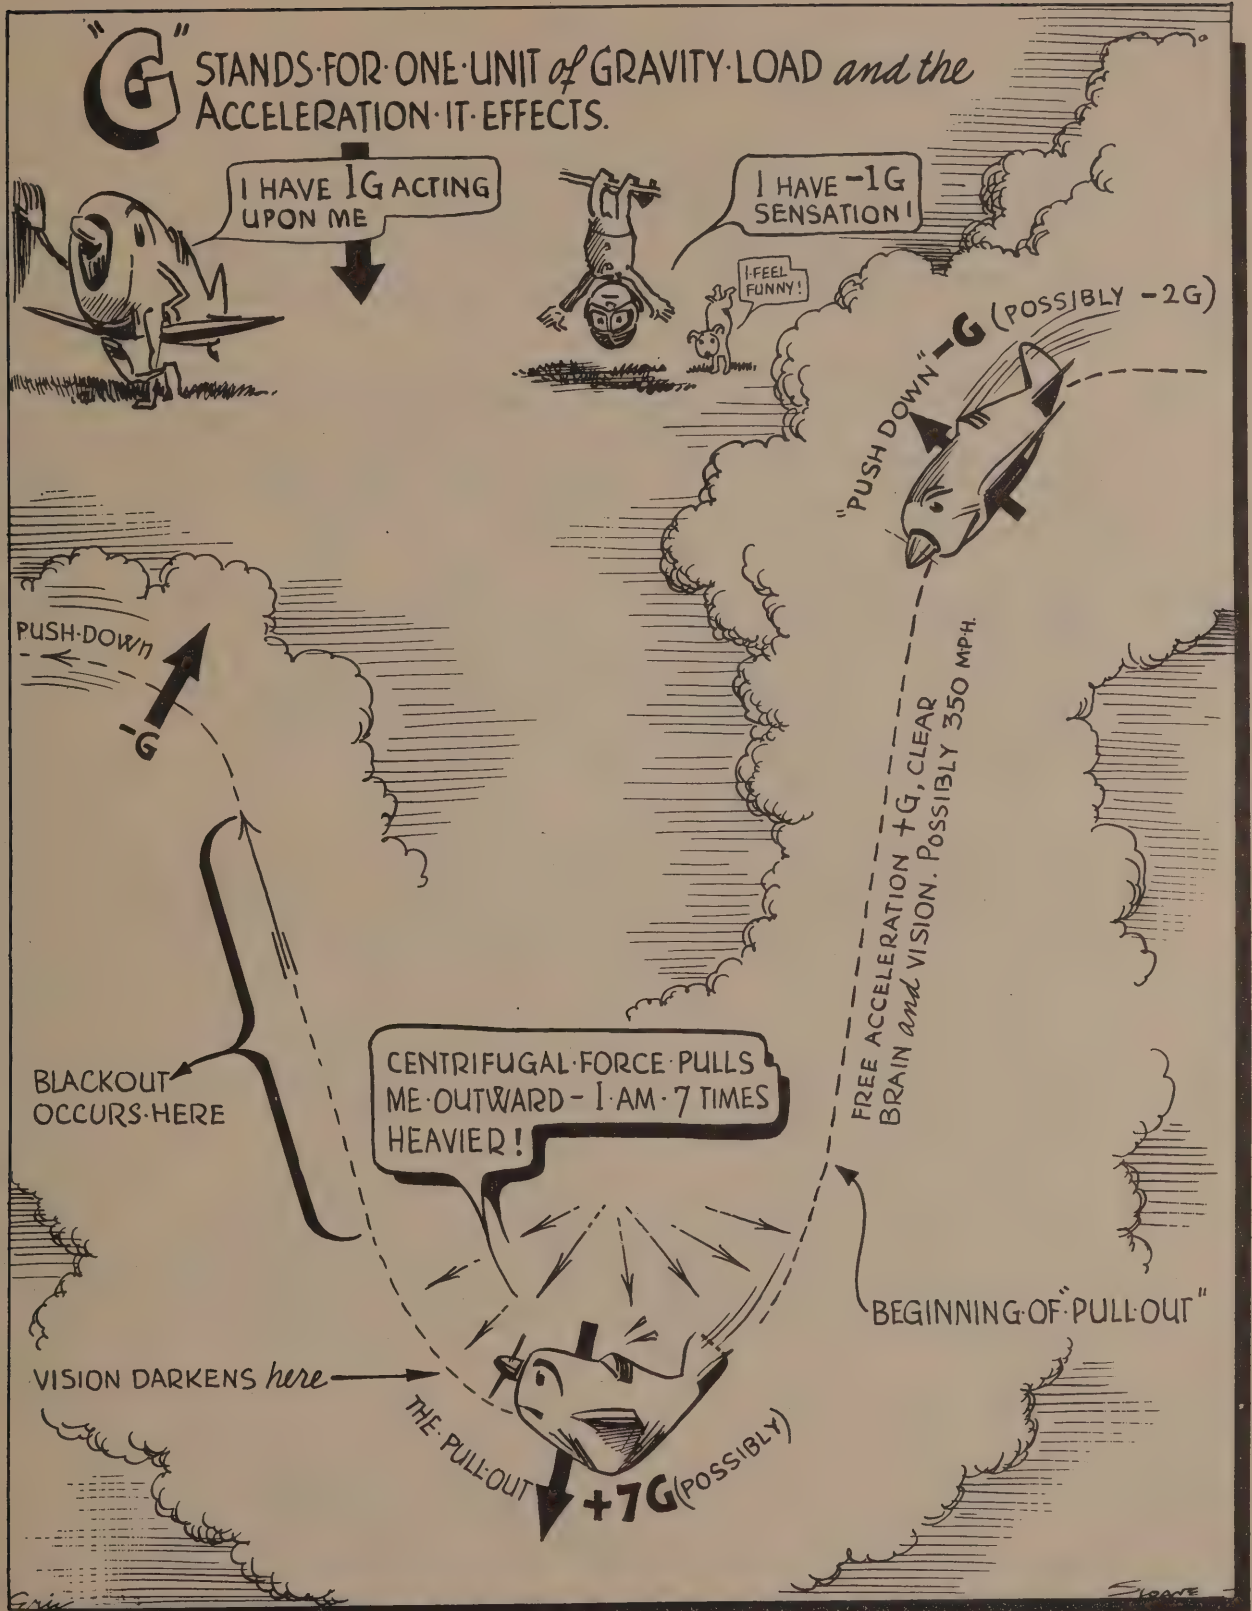 "G" STANDS·FOR·ONE·UNIT of GRAVITY·LOAD and the
ACCELERATION·IT·EFFECTS.
I HAVE 1G ACTING
UPON ME
I HAVE -1G
SENSATION!
I·FEEL
FUNNY!
"PUSH DOWN" -G (POSSIBLY -2G)
PUSH·DOWN
-G
FREE ACCELERATION +G, CLEAR
BRAIN and VISION. POSSIBLY 350 M·P·H.
BLACKOUT
OCCURS·HERE
CENTRIFUGAL·FORCE·PULLS
ME·OUTWARD – I·AM·7 TIMES
HEAVIER!
BEGINNING·OF·"PULL·OUT"
VISION DARKENS here
THE·PULL·OUT
+7G (POSSIBLY)
Eric
SLOANE